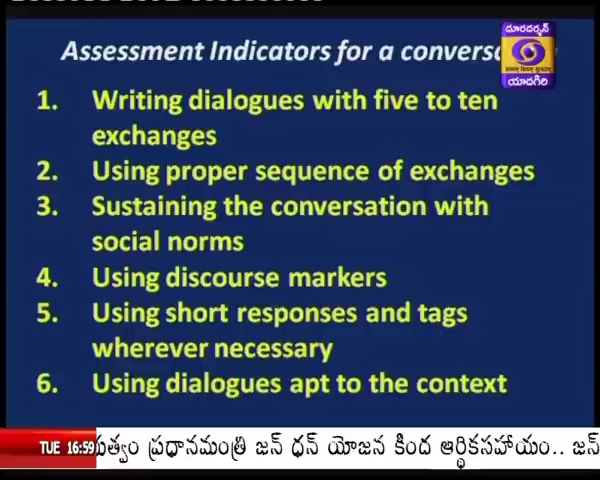 Assessment Indicators for a
దూరదర్శన్
యాదగిరి
1. Writing dialogues with five to ten
exchanges
2. Using proper sequence of exchanges
3. Sustaining the conversation with
social norms
4. Using discourse markers
5. Using short responses and tags
wherever necessary
6. Using dialogues apt to the context
TUE 16:59 ప్రధానమంత్రి జన్ ధన్ యోజన కింద ఆర్థికసహాయం.. జన్